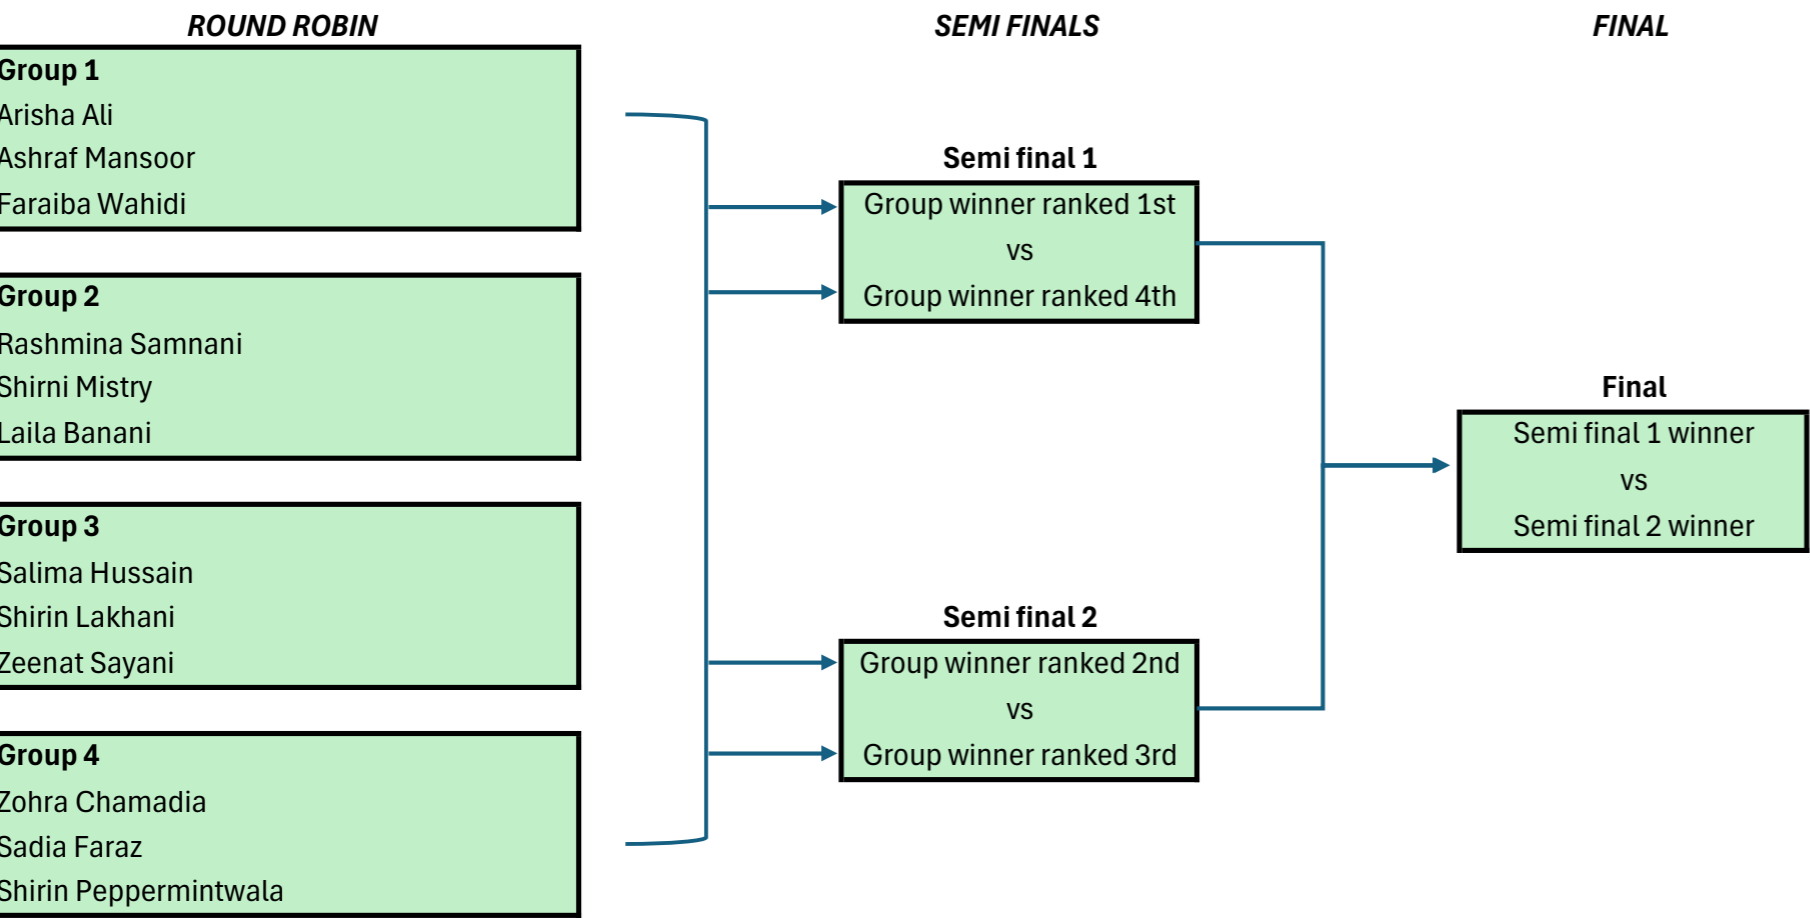 ROUND ROBIN
Group 1
Arisha Ali
Ashraf Mansoor
Faraiba Wahidi
Group 2
Rashmina Samnani
Shirni Mistry
Laila Banani
Group 3
Salima Hussain
Shirin Lakhani
Zeenat Sayani
Group 4
Zohra Chamadia
Sadia Faraz
Shirin Peppermintwala
SEMI FINALS
Semi final 1
Group winner ranked 1st
vs
Group winner ranked 4th
Semi final 2
Group winner ranked 2nd
vs
Group winner ranked 3rd
FINAL
Final
Semi final 1 winner
vs
Semi final 2 winner